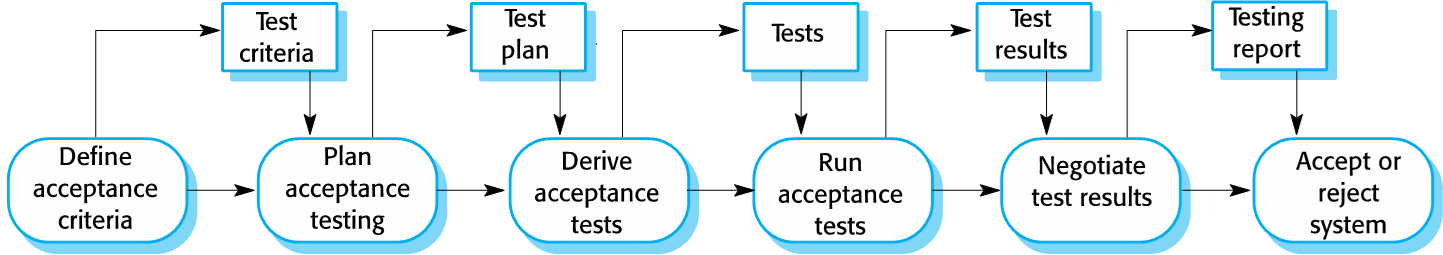 Test
criteria
Test
plan
Tests
Test
results
Testing
report
Define
acceptance
criteria
Plan
acceptance
testing
Derive
acceptance
tests
Run
acceptance
tests
Negotiate
test results
Accept or
reject
system